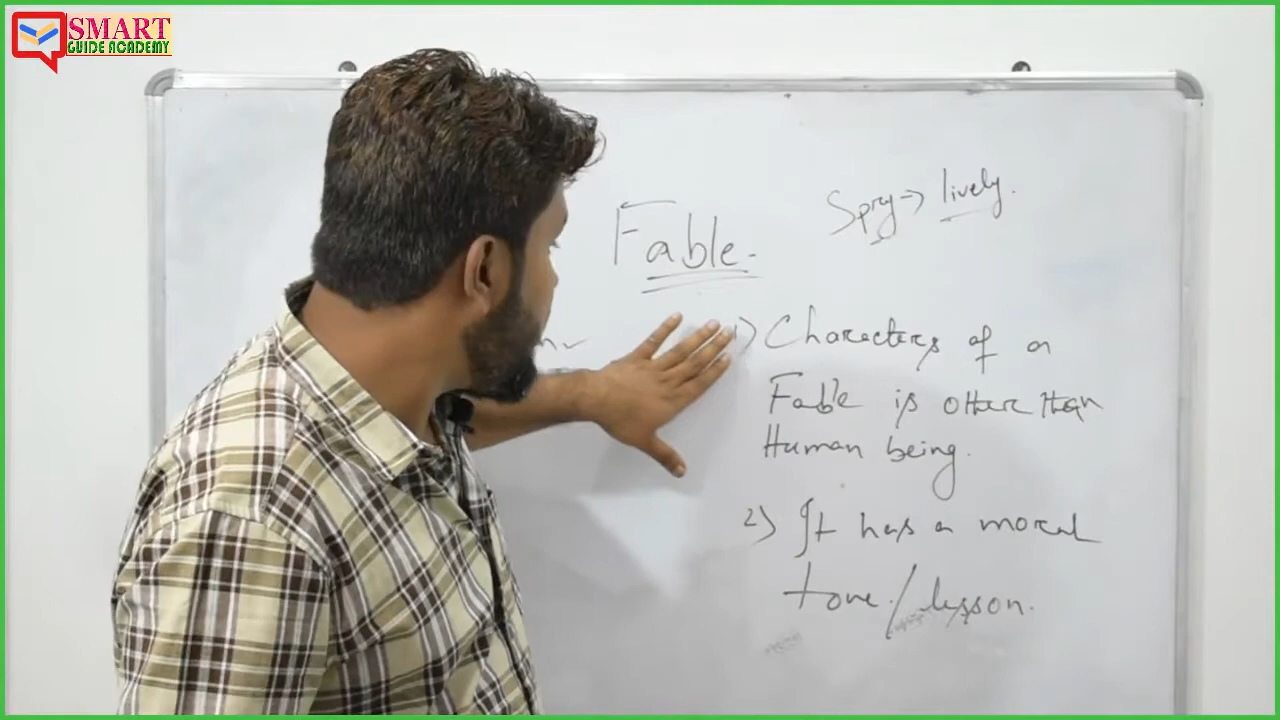 SMART
GUIDE ACADEMY
Spry → lively.
Fable.
1) Characters of a
Fable is other than
Human being.
2) It has a moral
tone. / lesson.